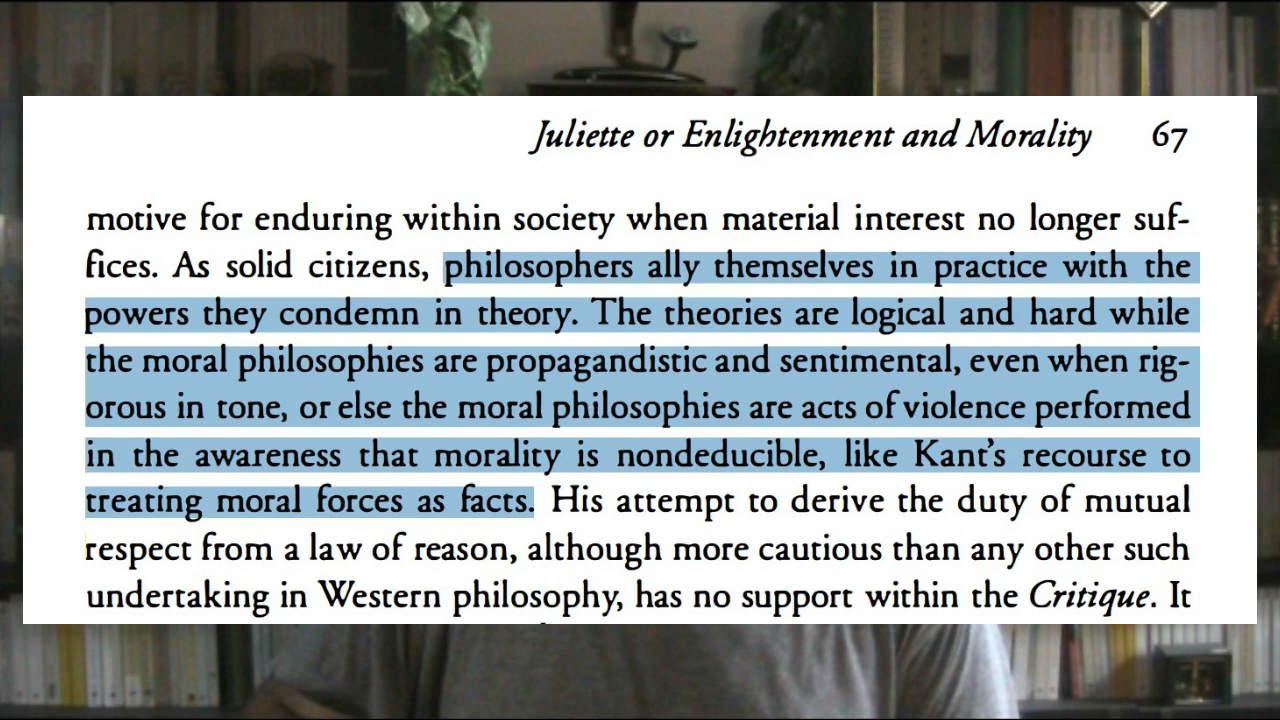 Juliette or Enlightenment and Morality 67
motive for enduring within society when material interest no longer suf-
fices. As solid citizens, philosophers ally themselves in practice with the
powers they condemn in theory. The theories are logical and hard while
the moral philosophies are propagandistic and sentimental, even when rig-
orous in tone, or else the moral philosophies are acts of violence performed
in the awareness that morality is nondeducible, like Kant’s recourse to
treating moral forces as facts. His attempt to derive the duty of mutual
respect from a law of reason, although more cautious than any other such
undertaking in Western philosophy, has no support within the Critique. It